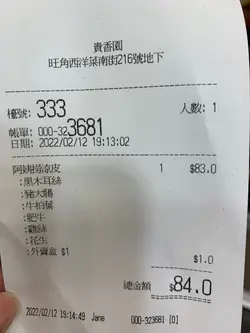 貴香園
旺角西洋菜南街216號地下
檯號: 333 人數: 1
帳單: 000-323681
日期: 2022/02/12 19:13:02
涼皮 1 $83.0
:黑木耳絲
:豬大腸
:牛柏葉
:肥牛
:雞絲
:花生
:外賣盒 $1 $1.0
總金額 $84.0
2022/02/12 19:14:49 Jane 000-323681 [0]